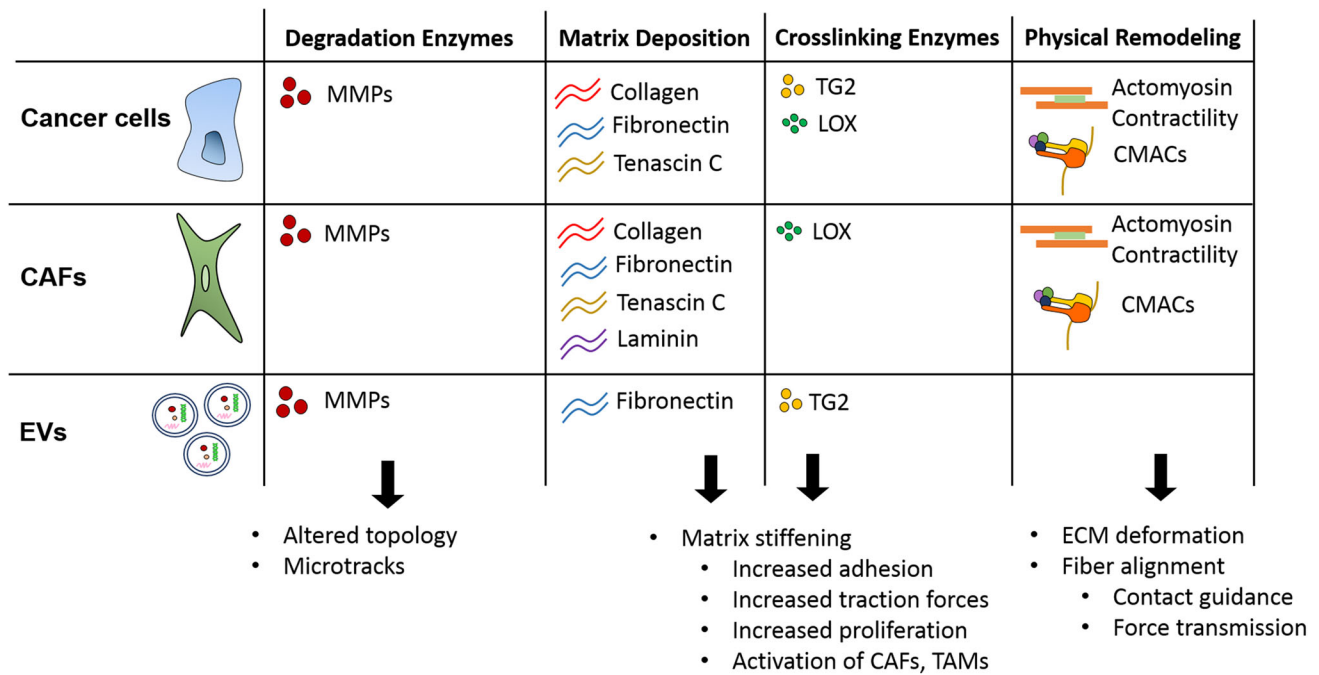 Degradation Enzymes
Matrix Deposition
Crosslinking Enzymes
Physical Remodeling
Cancer cells
MMPs
Collagen
Fibronectin
Tenascin C
TG2
LOX
Actomyosin
Contractility
CMACs
CAFs
MMPs
Collagen
Fibronectin
Tenascin C
Laminin
LOX
Actomyosin
Contractility
CMACs
EVs
MMPs
Fibronectin
TG2
• Altered topology
• Microtracks
• Matrix stiffening
• Increased adhesion
• Increased traction forces
• Increased proliferation
• Activation of CAFs, TAMs
• ECM deformation
• Fiber alignment
• Contact guidance
• Force transmission